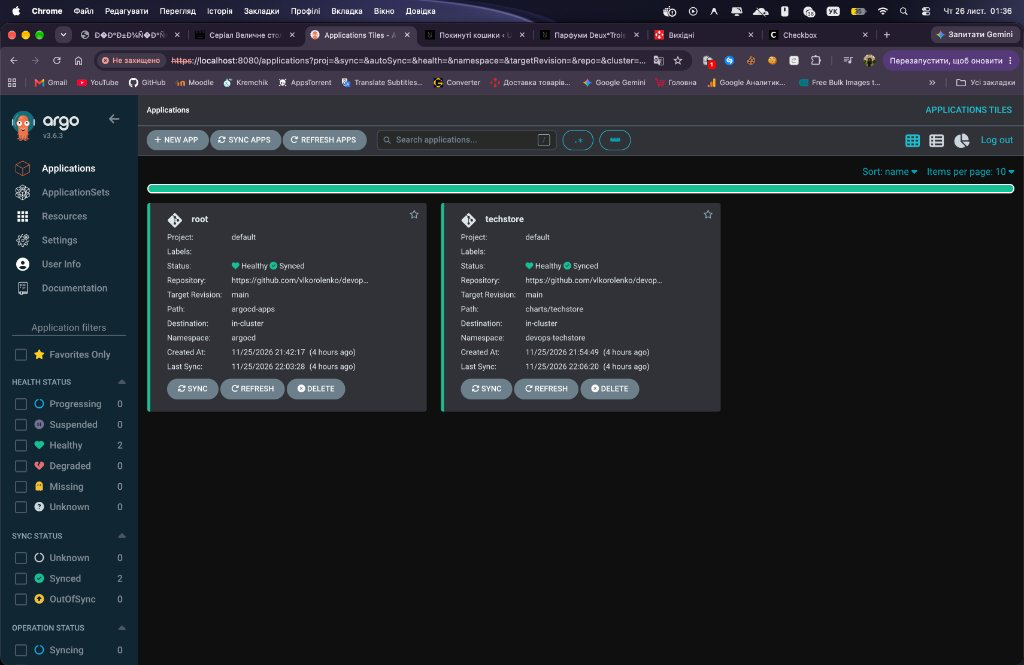 Chrome Файл Редагувати Перегляд Історія Закладки Профілі Вкладка Вікно Довідка УК Чт 26 лист. 01:36
Серіал Величне сто Applications Tiles - A Покинуті кошики ‹ U Парфуми Deux*Trois Вихідні Checkbox Запитати Gemini
Не захищено https://localhost:8080/applications?proj=&sync=&autoSync=&health=&namespace=&targetRevision=&repo=&cluster=... Перезапустити, щоб оновити
Gmail YouTube GitHub Moodle Kremchik AppsTorrent Translate Subtitles... Converter Доставка товарів... Google Gemini Головна Google Аналитик... Free Bulk Images t... » Усі закладки
argo
v3.6.3
Applications
ApplicationSets
Resources
Settings
User Info
Documentation
Application filters
Favorites Only
HEALTH STATUS
Progressing 0
Suspended 0
Healthy 2
Degraded 0
Missing 0
Unknown 0
SYNC STATUS
Unknown 0
Synced 2
OutOfSync 0
OPERATION STATUS
Syncing 0
Applications APPLICATIONS TILES
+ NEW APP SYNC APPS REFRESH APPS Search applications... / .* Log out
Sort: name Items per page: 10
root
Project: default
Labels:
Status: Healthy Synced
Repository: https://github.com/vlkorolenko/devop...
Target Revision: main
Path: argocd-apps
Destination: in-cluster
Namespace: argocd
Created At: 11/25/2026 21:42:17 (4 hours ago)
Last Sync: 11/25/2026 22:03:28 (4 hours ago)
SYNC REFRESH DELETE
techstore
Project: default
Labels:
Status: Healthy Synced
Repository: https://github.com/vlkorolenko/devop...
Target Revision: main
Path: charts/techstore
Destination: in-cluster
Namespace: devops-techstore
Created At: 11/25/2026 21:54:49 (4 hours ago)
Last Sync: 11/25/2026 22:06:20 (4 hours ago)
SYNC REFRESH DELETE